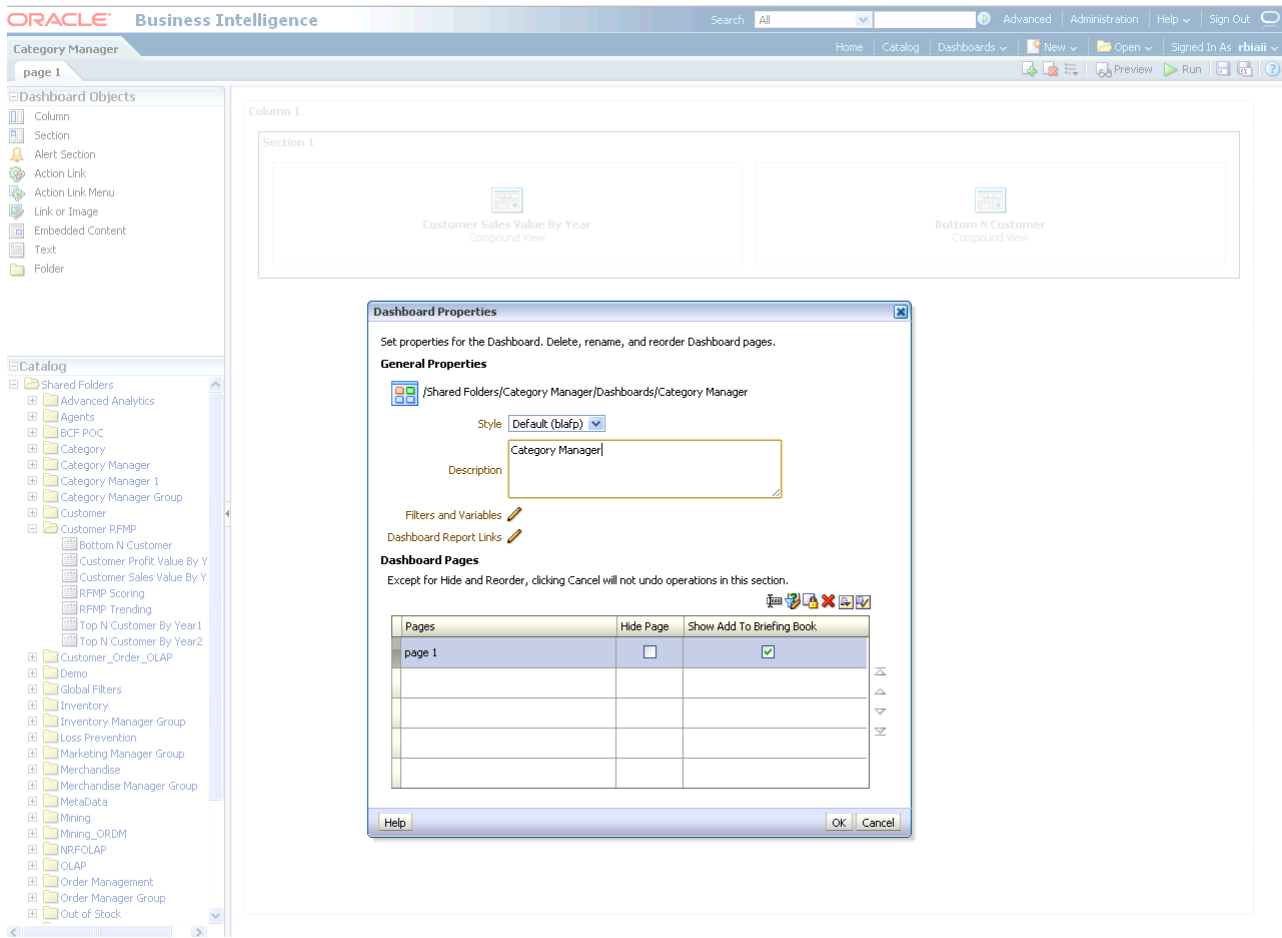 ORACLE Business Intelligence
Search All Advanced Administration Help Sign Out
Category Manager
Home Catalog Dashboards New Open Signed In As rbiaii
page 1
Preview Run
Dashboard Objects
Column
Section
Alert Section
Action Link
Action Link Menu
Link or Image
Embedded Content
Text
Folder
Catalog
Shared Folders
Advanced Analytics
Agents
BCF POC
Category
Category Manager
Category Manager 1
Category Manager Group
Customer
Customer RFMP
Bottom N Customer
Customer Profit Value By Y
Customer Sales Value By Y
RFMP Scoring
RFMP Trending
Top N Customer By Year1
Top N Customer By Year2
Customer_Order_OLAP
Demo
Global Filters
Inventory
Inventory Manager Group
Loss Prevention
Marketing Manager Group
Merchandise
Merchandise Manager Group
MetaData
Mining
Mining_ORDM
NRFOLAP
OLAP
Order Management
Order Manager Group
Out of Stock
Column 1
Section 1
Customer Sales Value By Year
Compound View
Bottom N Customer
Compound View
Dashboard Properties
Set properties for the Dashboard. Delete, rename, and reorder Dashboard pages.
General Properties
/Shared Folders/Category Manager/Dashboards/Category Manager
Style Default (blafp)
Description Category Manager
Filters and Variables
Dashboard Report Links
Dashboard Pages
Except for Hide and Reorder, clicking Cancel will not undo operations in this section.
Pages Hide Page Show Add To Briefing Book
page 1
Help OK Cancel